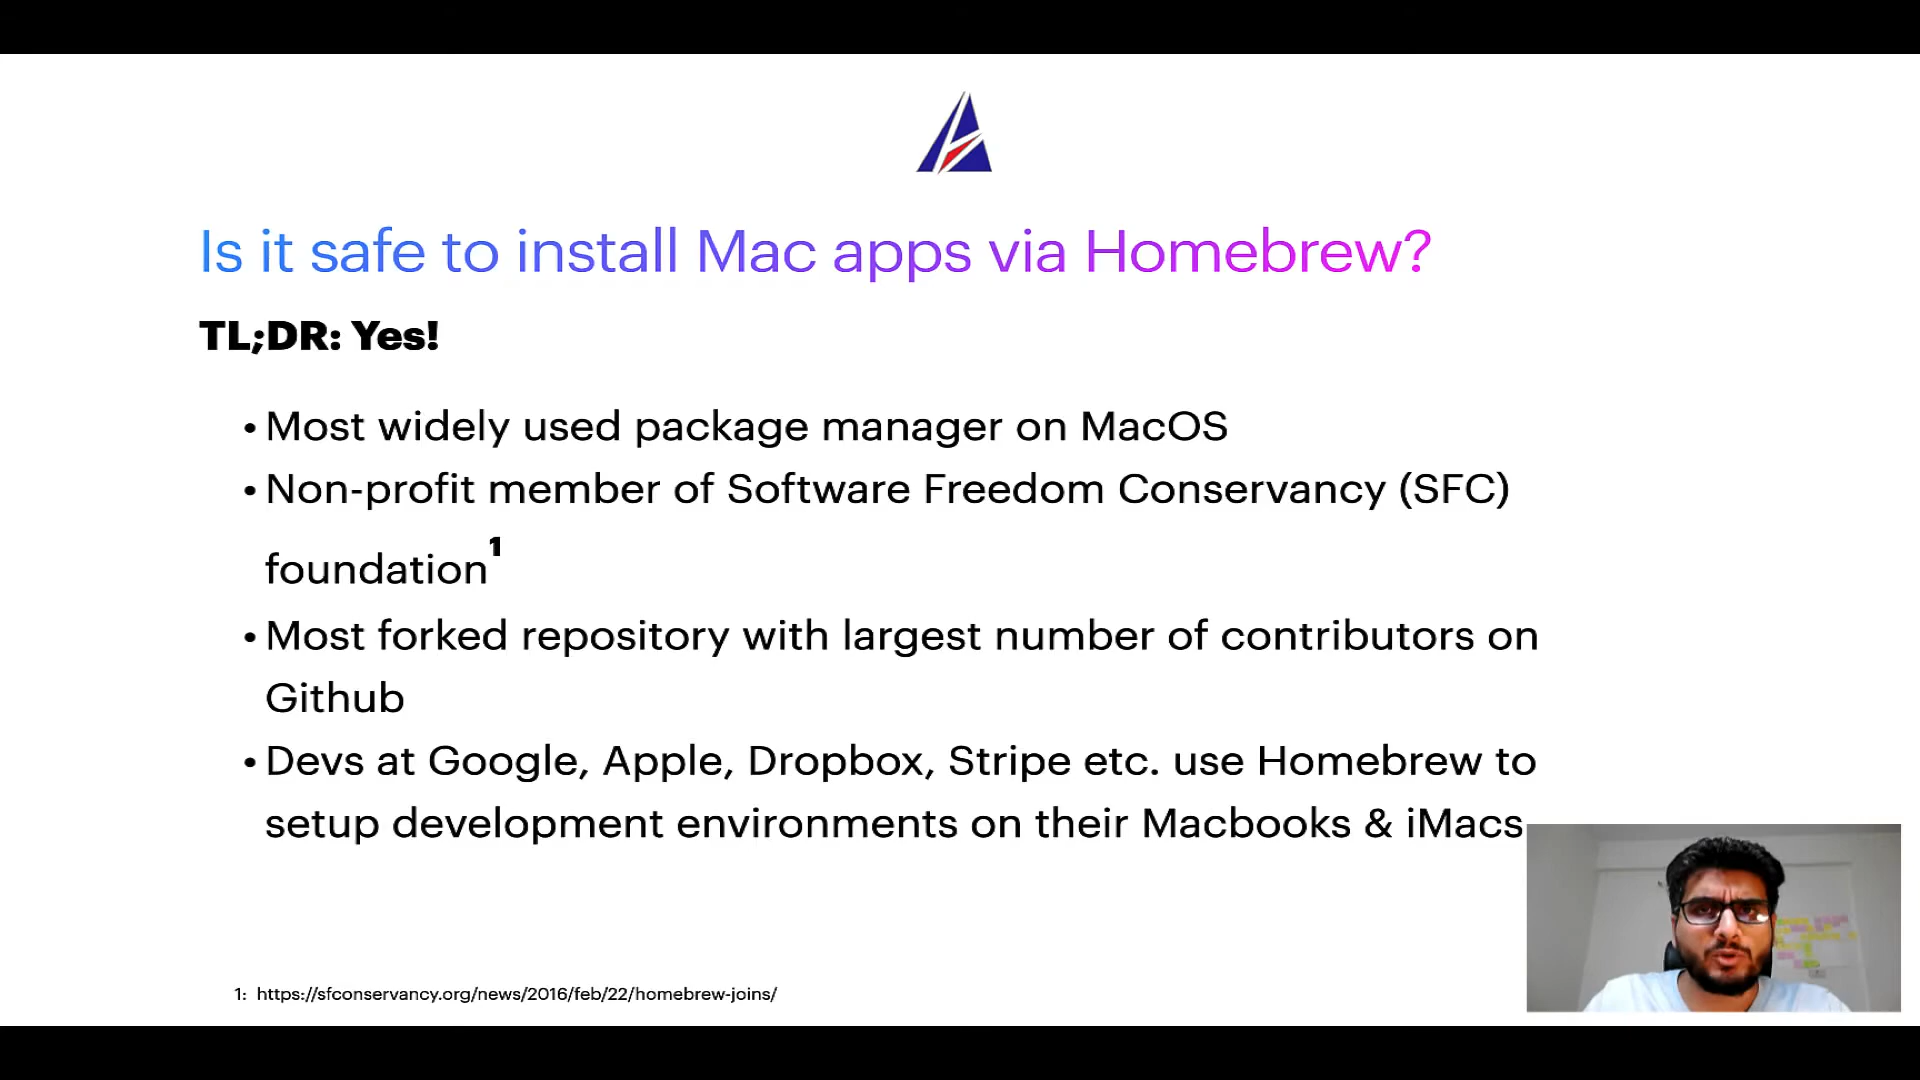 Is it safe to install Mac apps via Homebrew?
TL;DR: Yes!
• Most widely used package manager on MacOS
• Non-profit member of Software Freedom Conservancy (SFC)
foundation1
• Most forked repository with largest number of contributors on
Github
• Devs at Google, Apple, Dropbox, Stripe etc. use Homebrew to
setup development environments on their Macbooks & iMacs
1: https://sfconservancy.org/news/2016/feb/22/homebrew-joins/